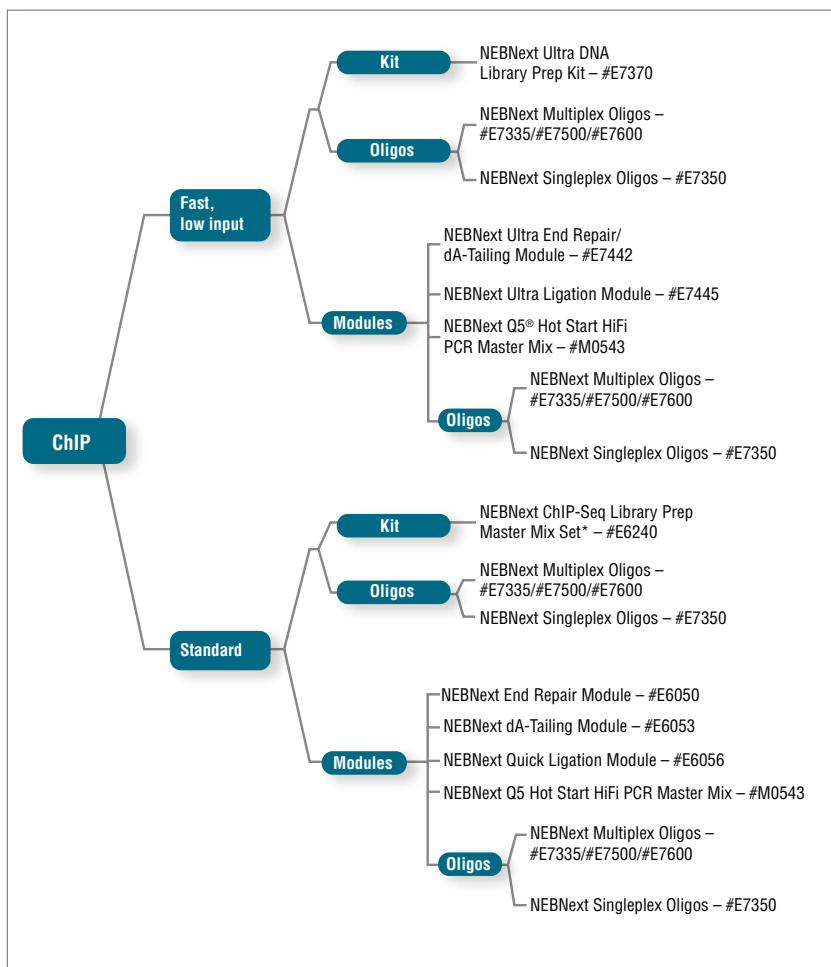 Kit
NEBNext Ultra DNA
Library Prep Kit – #E7370
NEBNext Multiplex Oligos –
#E7335/#E7500/#E7600
Oligos
NEBNext Singleplex Oligos – #E7350
Fast,
low input
NEBNext Ultra End Repair/
dA-Tailing Module – #E7442
NEBNext Ultra Ligation Module – #E7445
Modules
NEBNext Q5® Hot Start HiFi
PCR Master Mix – #M0543
NEBNext Multiplex Oligos –
#E7335/#E7500/#E7600
Oligos
NEBNext Singleplex Oligos – #E7350
ChIP
Kit
NEBNext ChIP-Seq Library Prep
Master Mix Set* – #E6240
NEBNext Multiplex Oligos –
#E7335/#E7500/#E7600
Oligos
NEBNext Singleplex Oligos – #E7350
Standard
NEBNext End Repair Module – #E6050
NEBNext dA-Tailing Module – #E6053
NEBNext Quick Ligation Module – #E6056
Modules
NEBNext Q5 Hot Start HiFi PCR Master Mix – #M0543
NEBNext Multiplex Oligos –
#E7335/#E7500/#E7600
Oligos
NEBNext Singleplex Oligos – #E7350